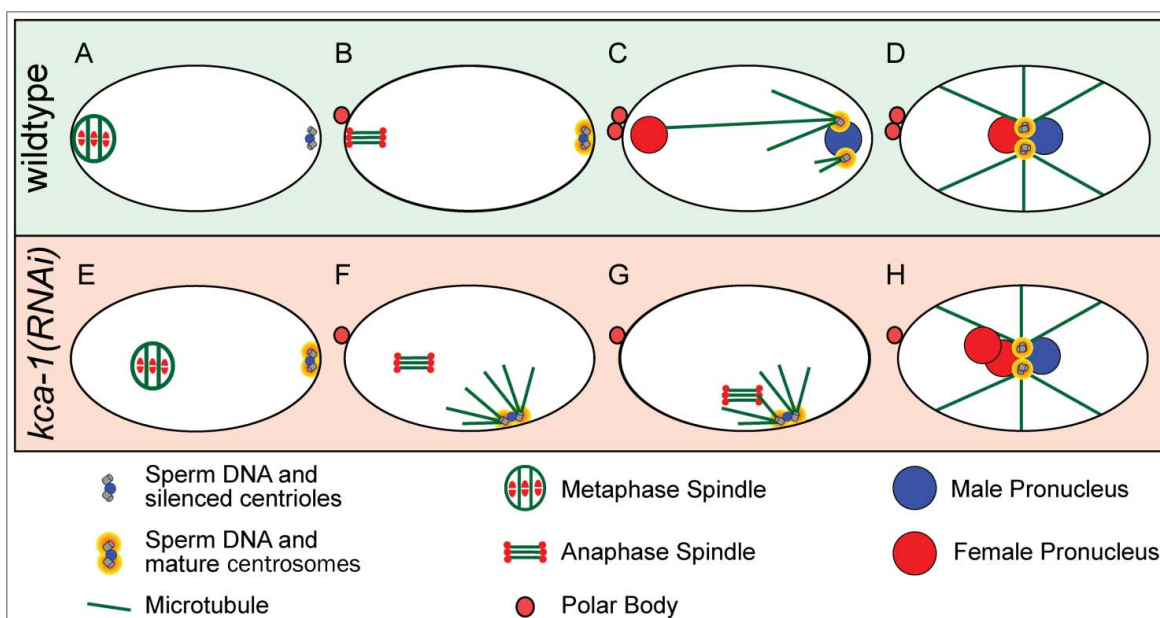 wildtype
A
B
C
D
kca-1(RNAi)
E
F
G
H
Sperm DNA and
silenced centrioles
Metaphase Spindle
Male Pronucleus
Sperm DNA and
mature centrosomes
Anaphase Spindle
Female Pronucleus
Microtubule
Polar Body